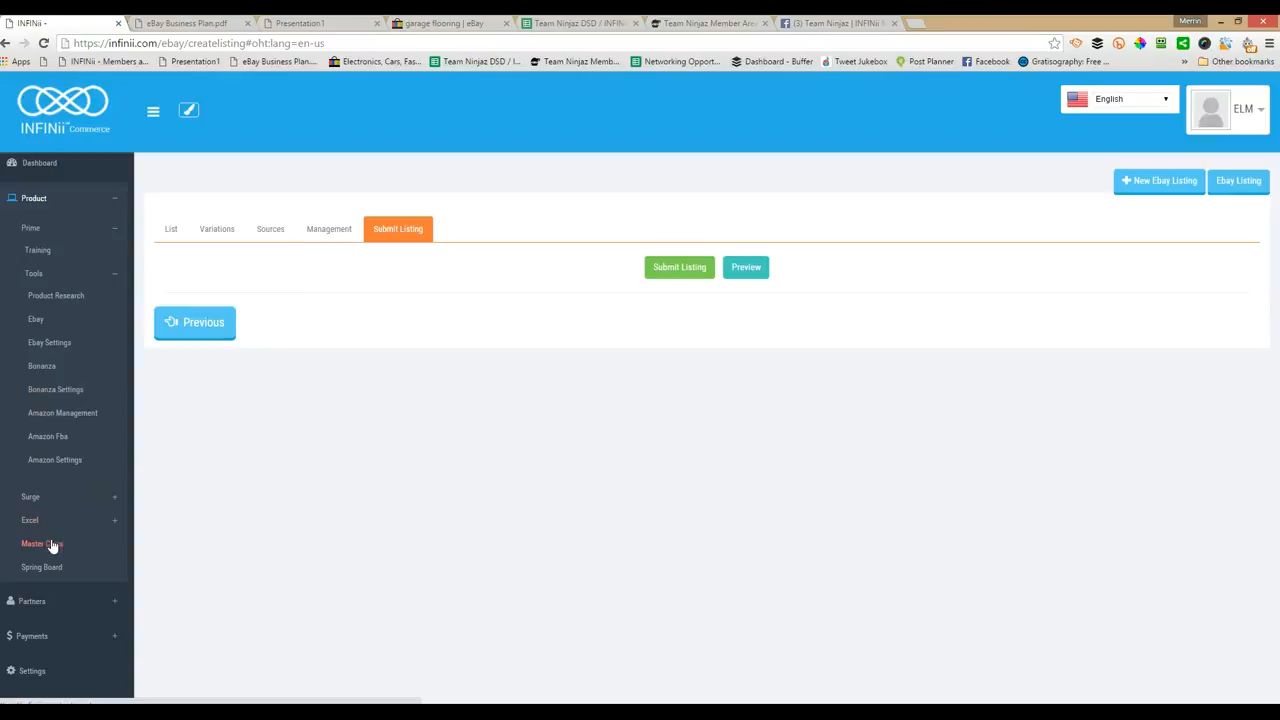 INFINii -
eBay Business Plan.pdf
Presentation1
garage flooring | eBay
Team Ninjaz DSD / INFINii
Team Ninjaz Member Area
(3) Team Ninjaz | INFINii M
Merrin
https://infinii.com/ebay/createlisting#oht:lang=en-us
Apps
INFINii - Members a...
Presentation1
eBay Business Plan....
Electronics, Cars, Fas...
Team Ninjaz DSD / I...
Team Ninjaz Memb...
Networking Opport...
Dashboard - Buffer
Tweet Jukebox
Post Planner
Facebook
Gratisography: Free ...
»
Other bookmarks
INFINii Commerce
English
ELM
Dashboard
Product
Prime
Training
Tools
Product Research
Ebay
Ebay Settings
Bonanza
Bonanza Settings
Amazon Management
Amazon Fba
Amazon Settings
Surge
Excel
Master
Spring Board
Partners
Payments
Settings
New Ebay Listing
Ebay Listing
List
Variations
Sources
Management
Submit Listing
Submit Listing
Preview
Previous